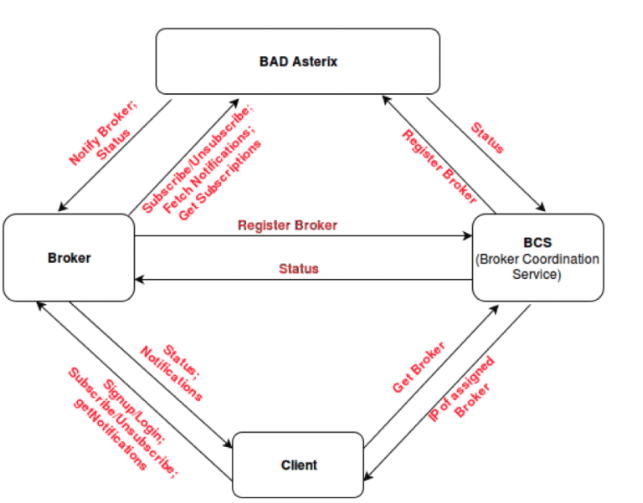 BAD Asterix
Notify Broker;
Status
Subscribe/Unsubscribe;
Fetch Notifications;
Get Subscriptions
Register Broker
Status
Register Broker
Status
Broker
BCS
(Broker Coordination
Service)
Status;
Notifications
Signup/Login;
Subscribe/Unsubscribe;
getNotifications
Get Broker
IP of assigned
Broker
Client